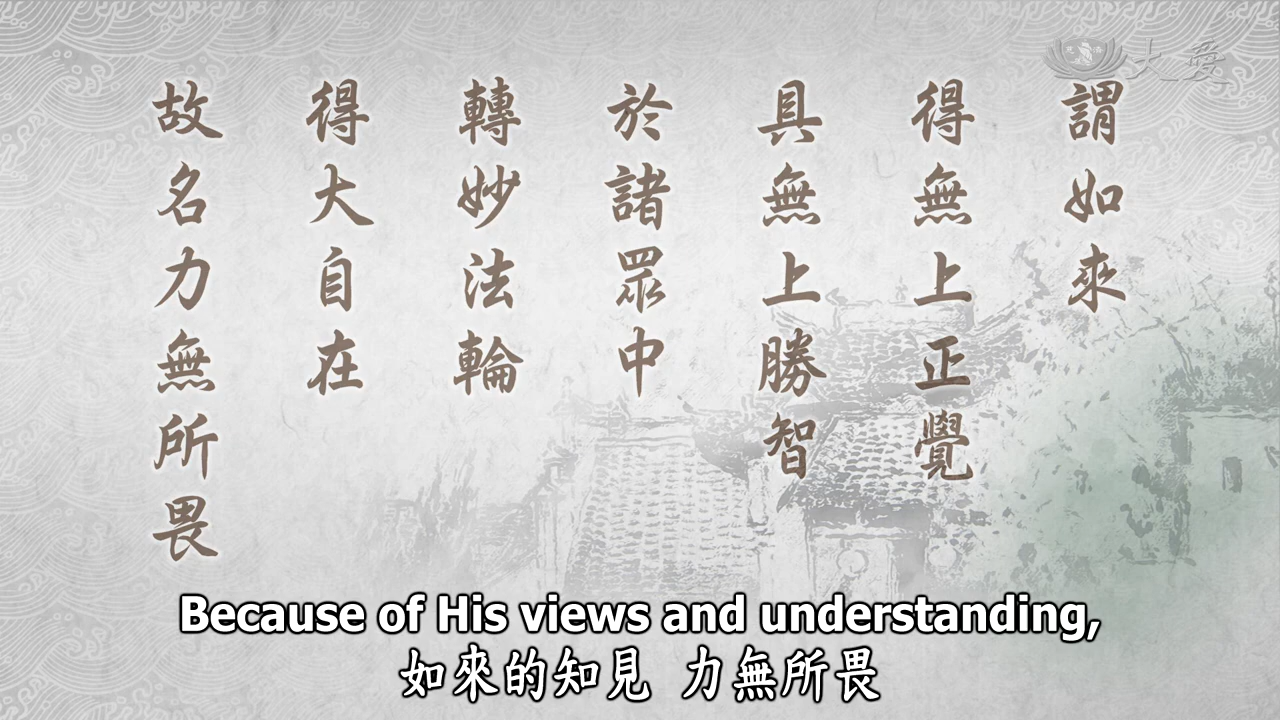 大愛
謂如來
得無上正覺
具無上勝智
於諸眾中
轉妙法輪
得大自在
故名力無所畏
Because of His views and understanding,
如來的知見 力無所畏